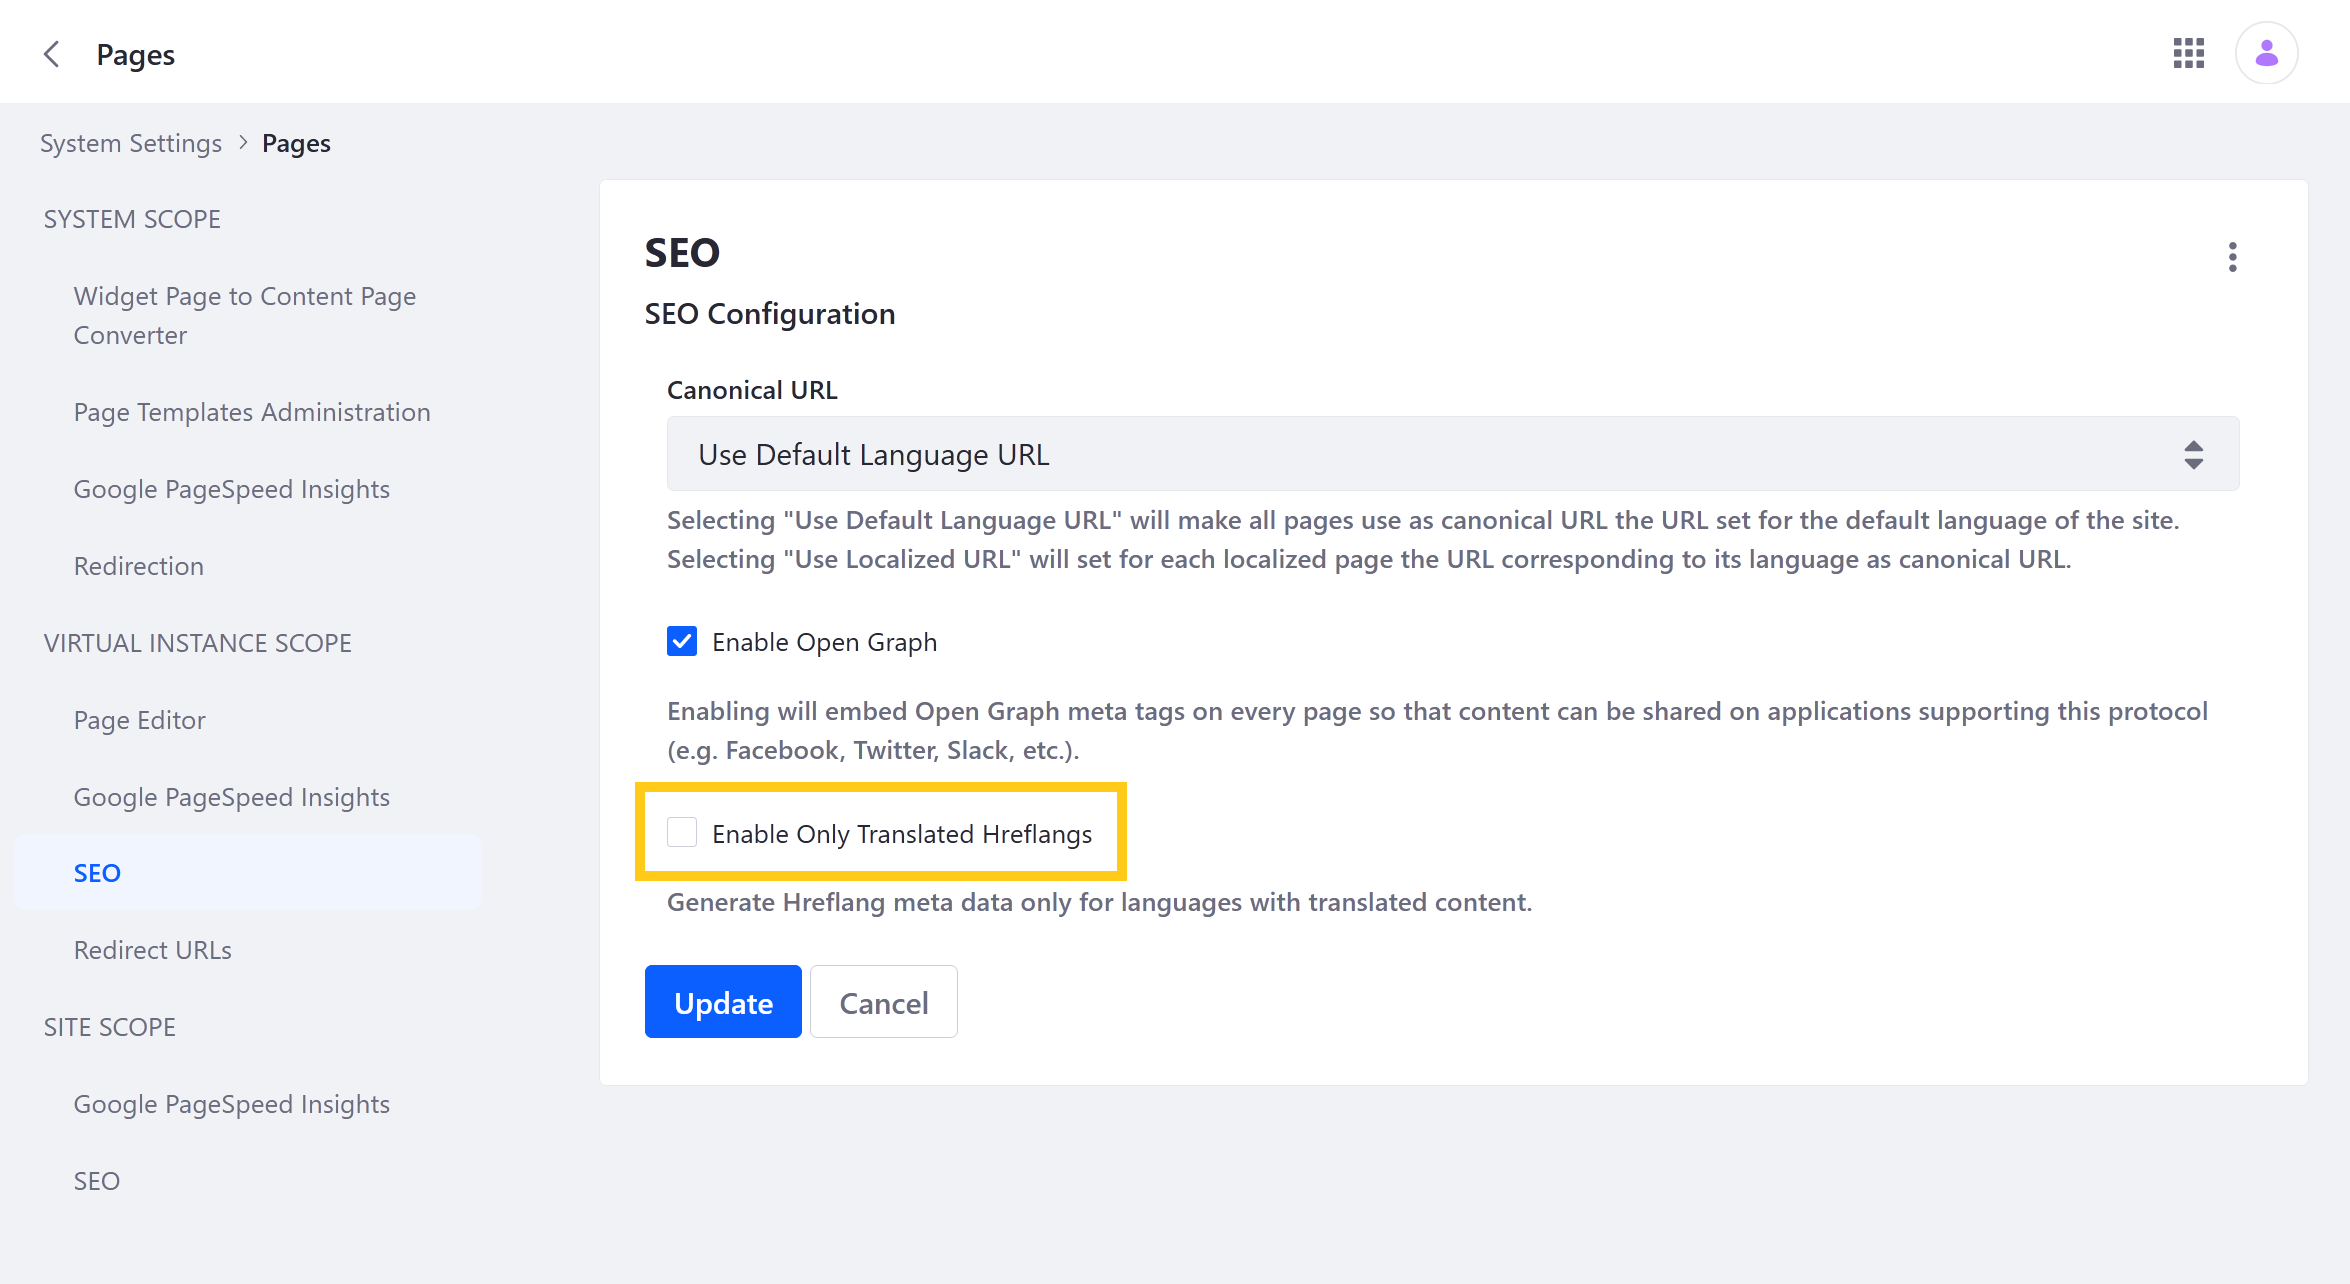 Pages
System Settings > Pages
SYSTEM SCOPE
Widget Page to Content Page
Converter
Page Templates Administration
Google PageSpeed Insights
Redirection
VIRTUAL INSTANCE SCOPE
Page Editor
Google PageSpeed Insights
SEO
Redirect URLs
SITE SCOPE
Google PageSpeed Insights
SEO
SEO
SEO Configuration
Canonical URL
Use Default Language URL
Selecting "Use Default Language URL" will make all pages use as canonical URL the URL set for the default language of the site.
Selecting "Use Localized URL" will set for each localized page the URL corresponding to its language as canonical URL.
Enable Open Graph
Enabling will embed Open Graph meta tags on every page so that content can be shared on applications supporting this protocol
(e.g. Facebook, Twitter, Slack, etc.).
Enable Only Translated Hreflangs
Generate Hreflang meta data only for languages with translated content.
Update
Cancel